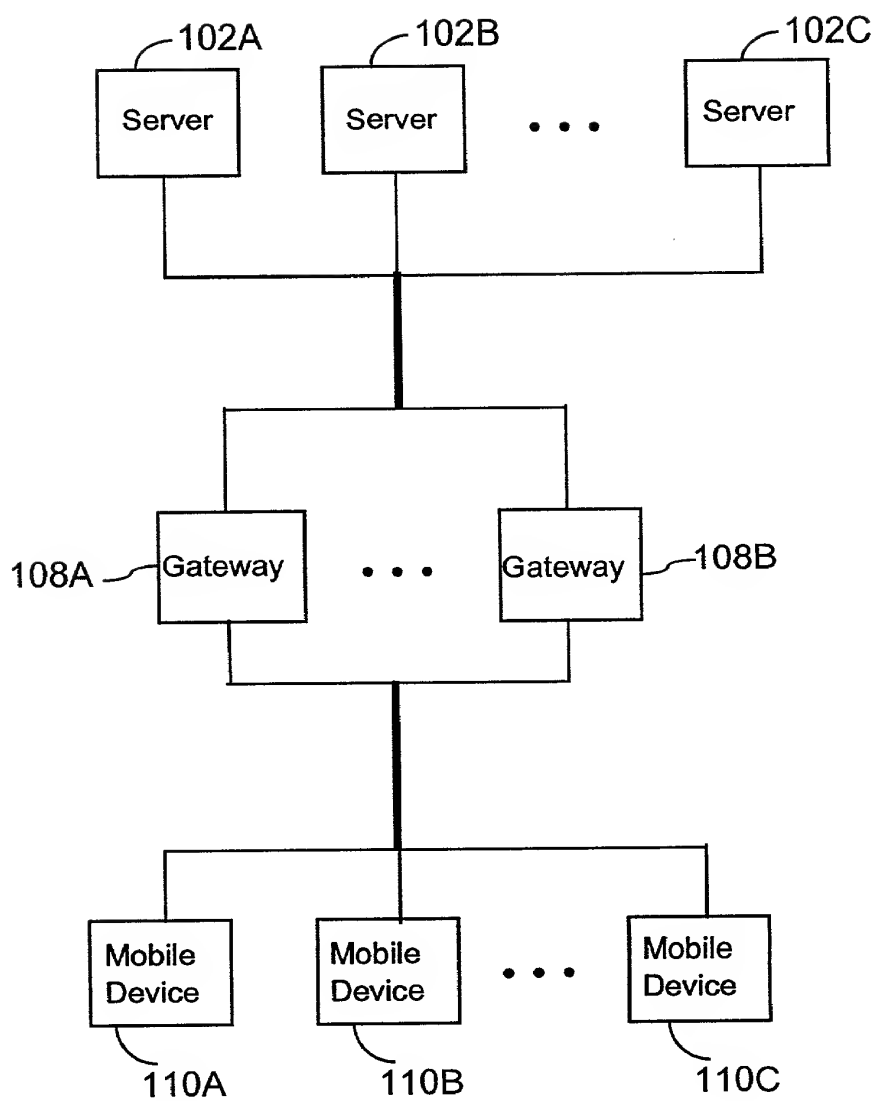 102A
102B
102C
Server
Server
Server
108A
Gateway
Gateway
108B
Mobile
Device
Mobile
Device
Mobile
Device
110A
110B
110C